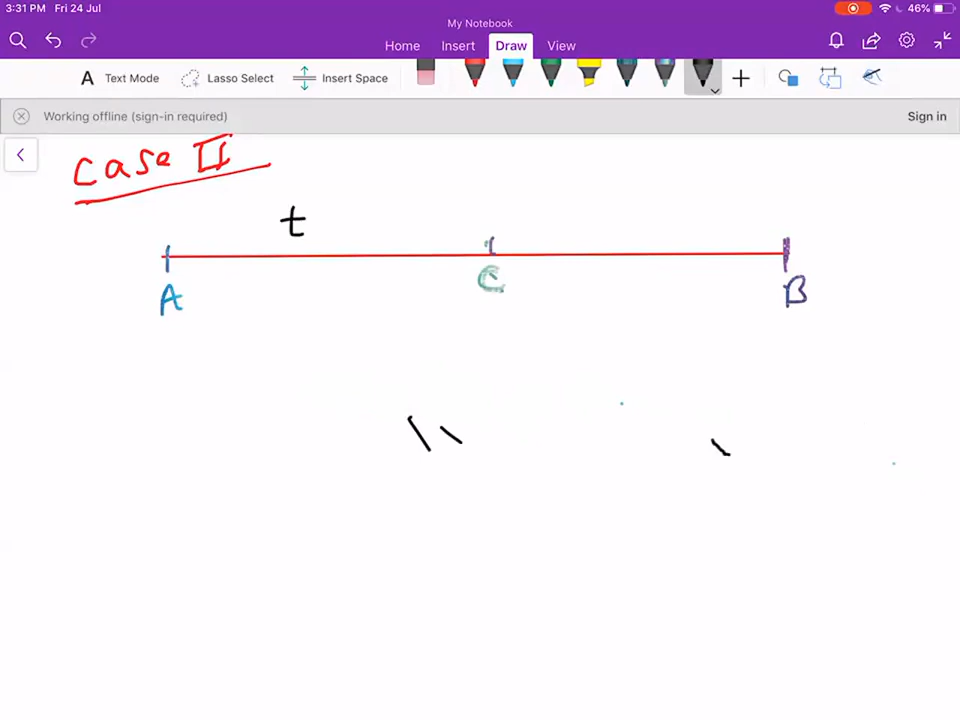 3:31 PM Fri 24 Jul 46%
My Notebook
Home Insert Draw View
A Text Mode Lasso Select Insert Space
Working offline (sign-in required) Sign in
Case II
t
A C B